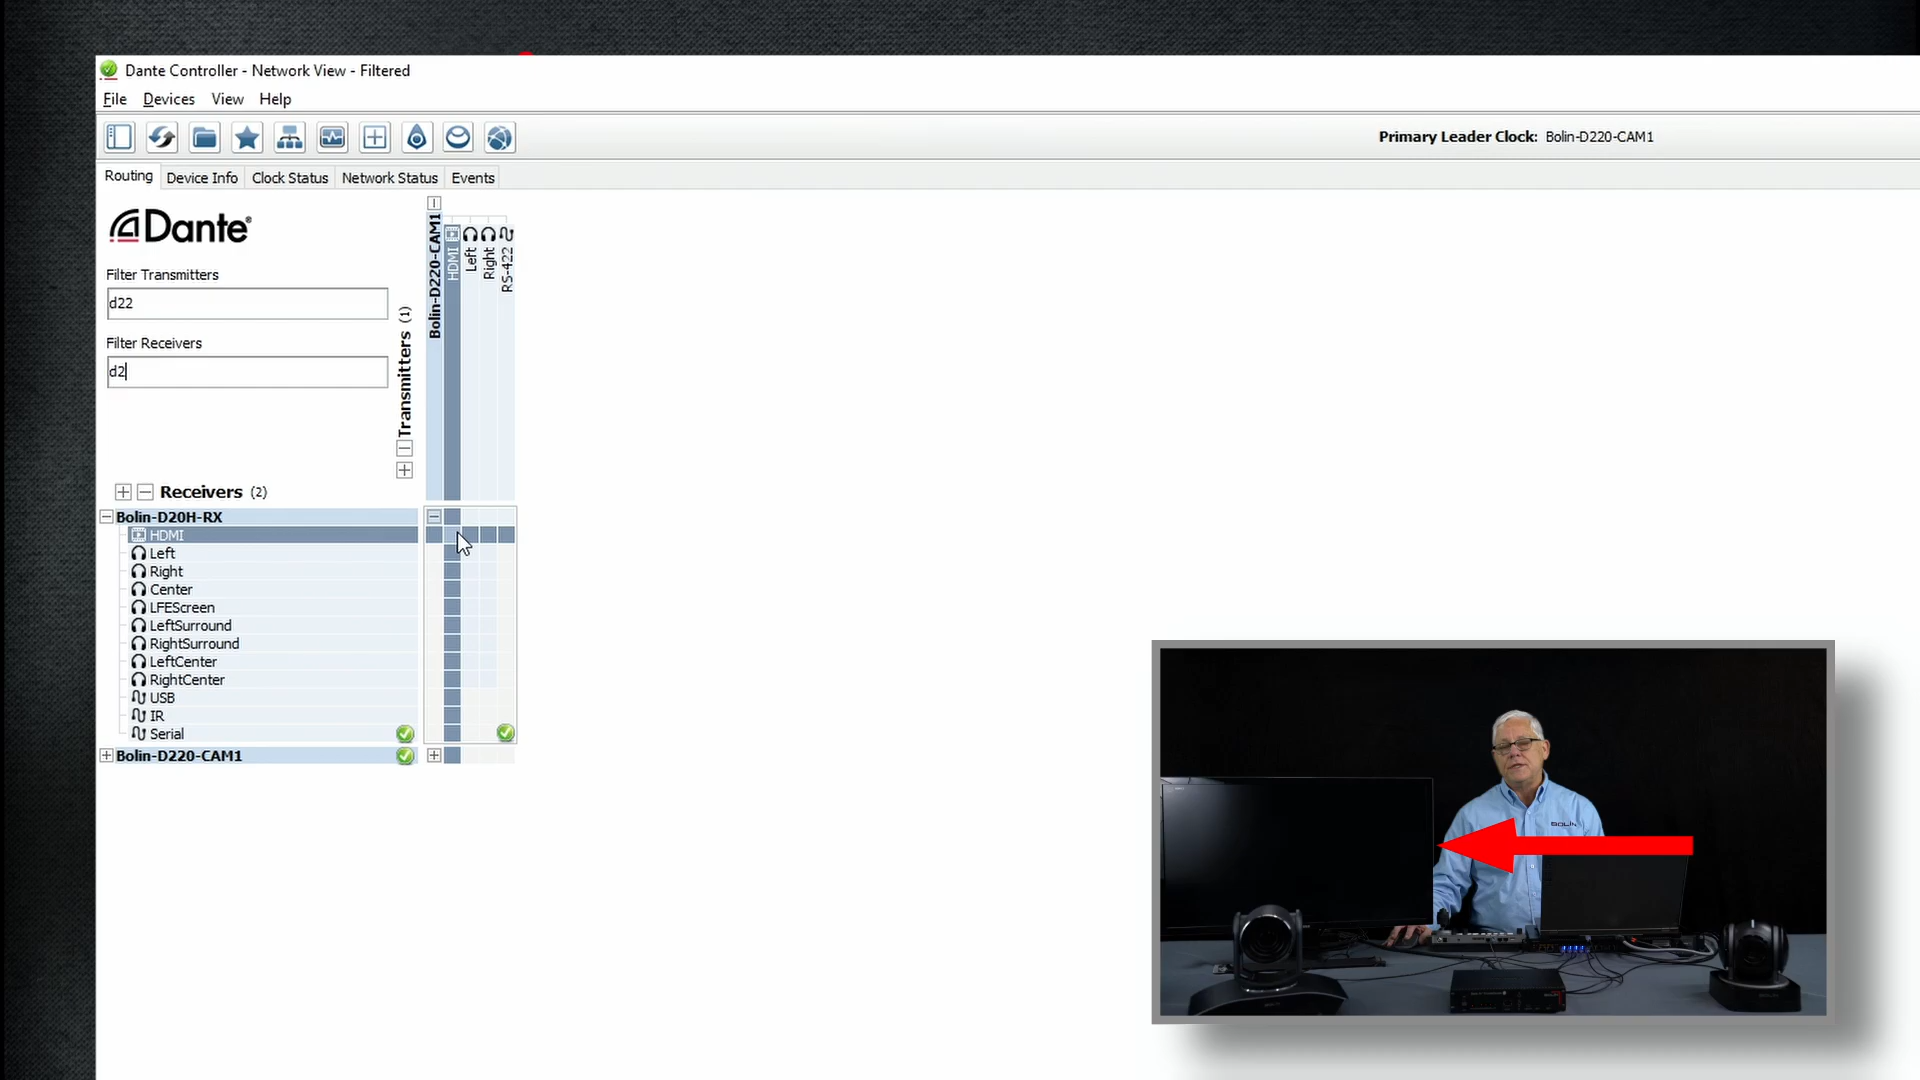 Dante Controller - Network View - Filtered
File Devices View Help
Primary Leader Clock: Bolin-D220-CAM1
Routing Device Info Clock Status Network Status Events
Dante®
Filter Transmitters
d22
Filter Receivers
d2
Transmitters (1)
Bolin-D220-CAM1
HDMI
Left
Right
RS-422
Receivers (2)
Bolin-D20H-RX
HDMI
Left
Right
Center
LFEScreen
LeftSurround
RightSurround
LeftCenter
RightCenter
USB
IR
Serial
Bolin-D220-CAM1
BOLIN